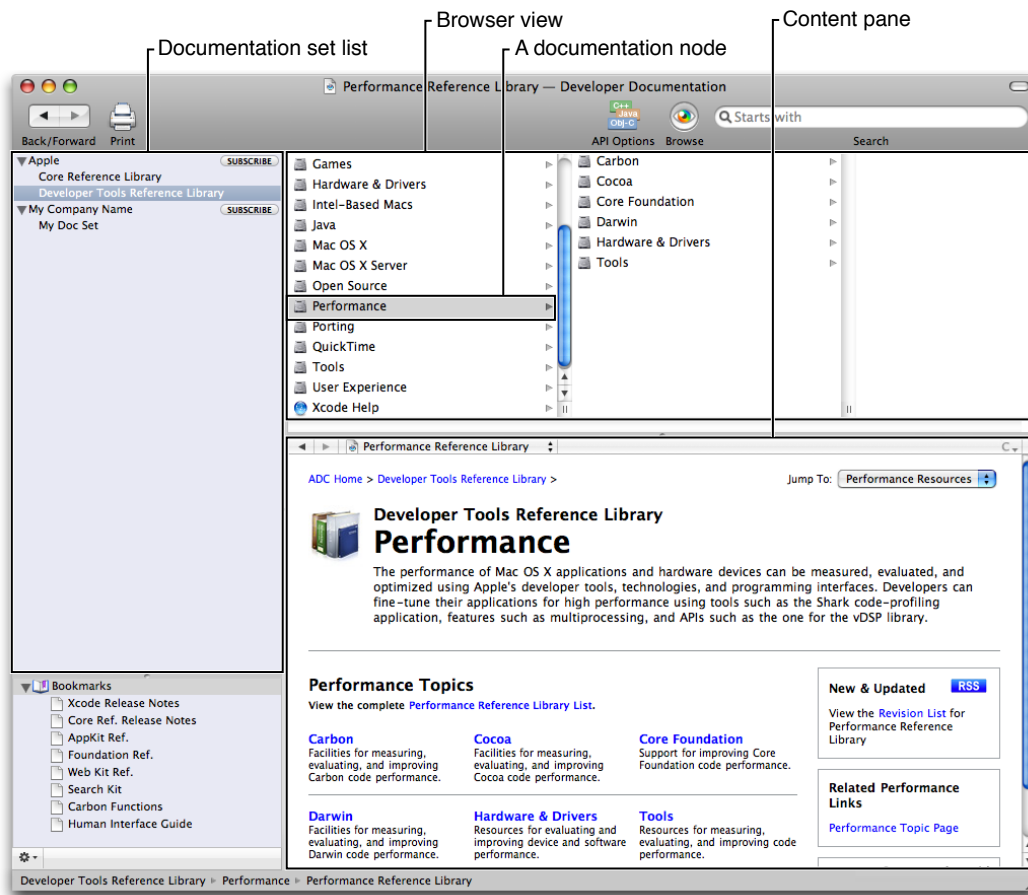 Browser view
Content pane
Documentation set list
A documentation node
Performance Reference Library — Developer Documentation
C++
Java
Obj-C
Starts with
Back/Forward
Print
API Options
Browse
Search
Apple
SUBSCRIBE
Core Reference Library
Developer Tools Reference Library
My Company Name
SUBSCRIBE
My Doc Set
Games
Hardware & Drivers
Intel-Based Macs
Java
Mac OS X
Mac OS X Server
Open Source
Performance
Porting
QuickTime
Tools
User Experience
Xcode Help
Carbon
Cocoa
Core Foundation
Darwin
Hardware & Drivers
Tools
Performance Reference Library
C
ADC Home > Developer Tools Reference Library >
Jump To: Performance Resources
Developer Tools Reference Library
Performance
The performance of Mac OS X applications and hardware devices can be measured, evaluated, and
optimized using Apple's developer tools, technologies, and programming interfaces. Developers can
fine-tune their applications for high performance using tools such as the Shark code-profiling
application, features such as multiprocessing, and APIs such as the one for the vDSP library.
Performance Topics
View the complete Performance Reference Library List.
Carbon
Facilities for measuring,
evaluating, and improving
Carbon code performance.
Cocoa
Facilities for measuring,
evaluating, and improving
Cocoa code performance.
Core Foundation
Support for improving Core
Foundation code performance.
Darwin
Facilities for measuring,
evaluating, and improving
Darwin code performance.
Hardware & Drivers
Resources for evaluating and
improving device and software
performance.
Tools
Resources for measuring,
evaluating, and improving code
performance.
New & Updated
RSS
View the Revision List for
Performance Reference
Library
Related Performance
Links
Performance Topic Page
Bookmarks
Xcode Release Notes
Core Ref. Release Notes
AppKit Ref.
Foundation Ref.
Web Kit Ref.
Search Kit
Carbon Functions
Human Interface Guide
Developer Tools Reference Library ▸ Performance ▸ Performance Reference Library